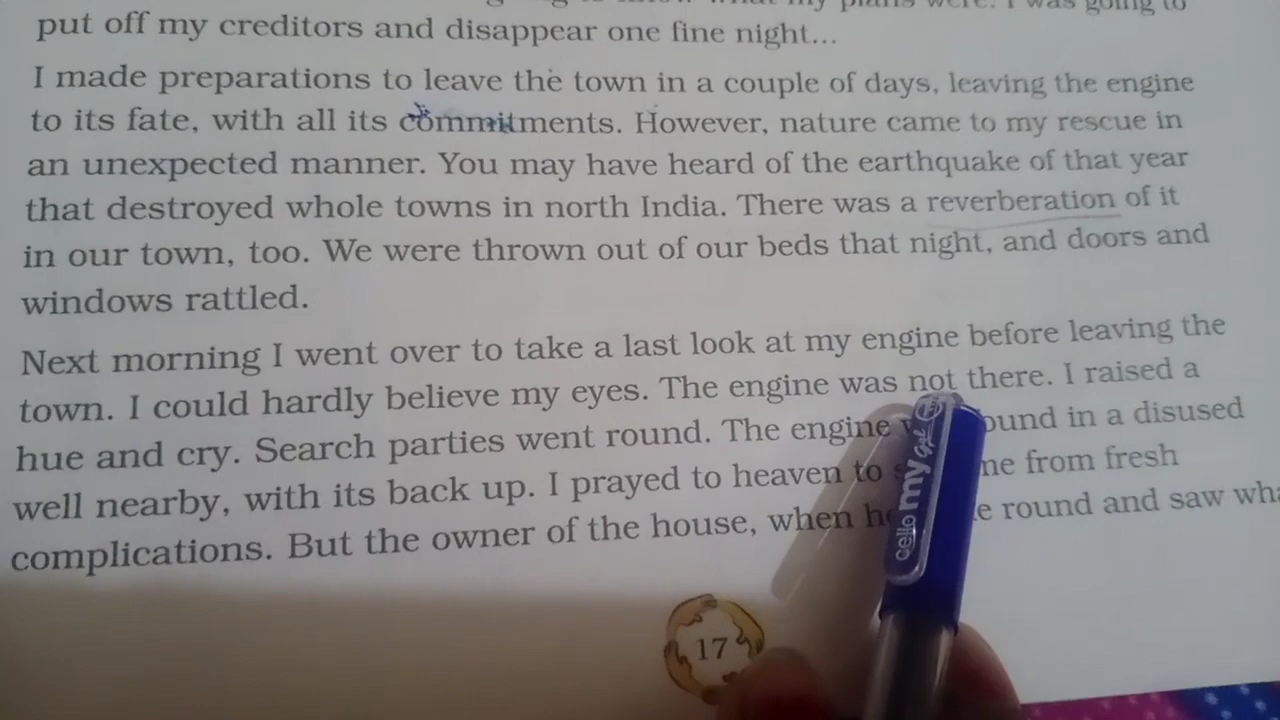 my plans were. I was going to
put off my creditors and disappear one fine night...
I made preparations to leave the town in a couple of days, leaving the engine
to its fate, with all its commitments. However, nature came to my rescue in
an unexpected manner. You may have heard of the earthquake of that year
that destroyed whole towns in north India. There was a reverberation of it
in our town, too. We were thrown out of our beds that night, and doors and
windows rattled.
Next morning I went over to take a last look at my engine before leaving the
town. I could hardly believe my eyes. The engine was not there. I raised a
hue and cry. Search parties went round. The engine in a disused
well nearby, with its back up. I prayed to heaven to from fresh
complications. But the owner of the house, when round and saw
17
cello my gel